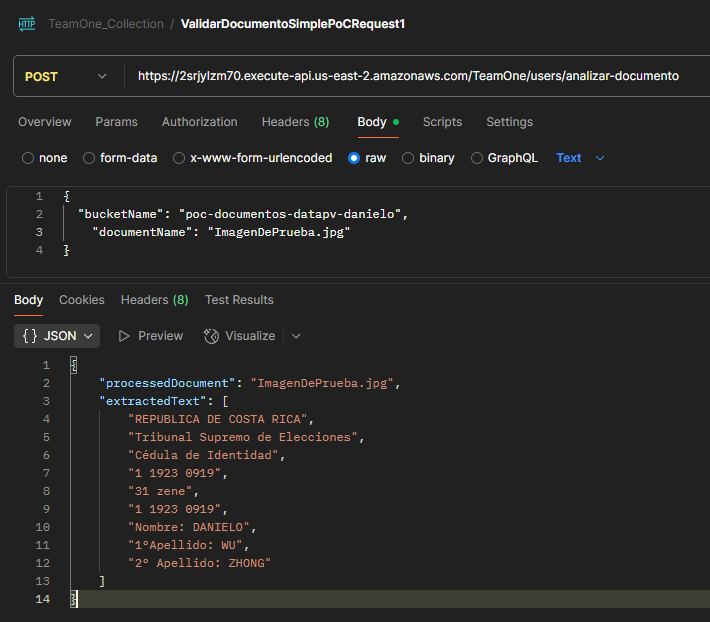 HTTP TeamOne_Collection / ValidarDocumentoSimplePoCRequest1
POST https://2srjylzm70.execute-api.us-east-2.amazonaws.com/TeamOne/users/analizar-documento
Overview Params Authorization Headers (8) Body Scripts Settings
none form-data x-www-form-urlencoded raw binary GraphQL Text
1 {
2 "bucketName": "poc-documentos-datapv-danielo",
3 "documentName": "ImagenDePrueba.jpg"
4 }
Body Cookies Headers (8) Test Results
{} JSON Preview Visualize
1 {
2 "processedDocument": "ImagenDePrueba.jpg",
3 "extractedText": [
4 "REPUBLICA DE COSTA RICA",
5 "Tribunal Supremo de Elecciones",
6 "Cédula de Identidad",
7 "1 1923 0919",
8 "31 zene",
9 "1 1923 0919",
10 "Nombre: DANIELO",
11 "1°Apellido: WU",
12 "2° Apellido: ZHONG"
13 ]
14 }